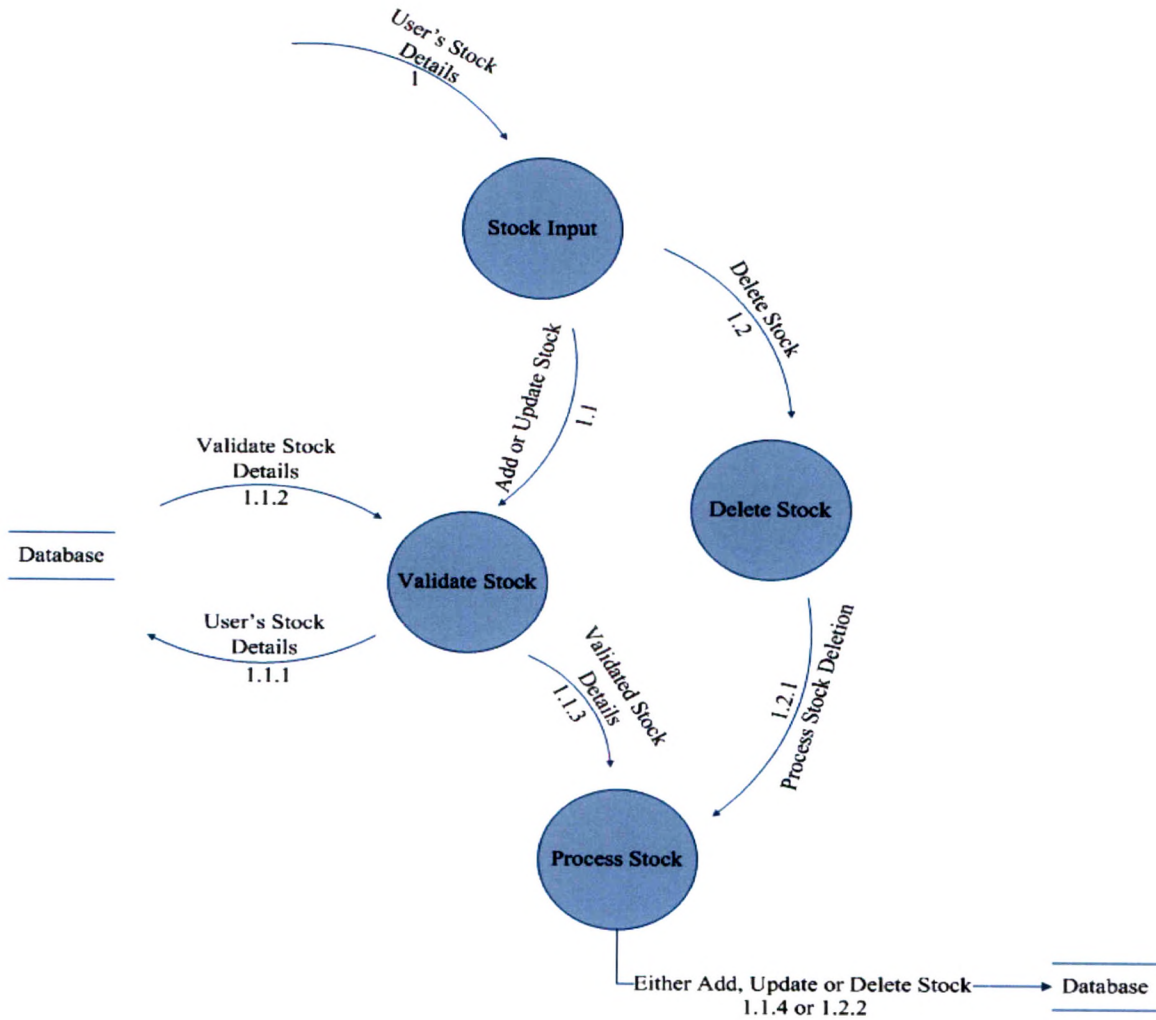 User's Stock
Details
1
Stock Input
Delete Stock
1.2
Add or Update Stock
1.1
Validate Stock
Details
1.1.2
Database
Delete Stock
Validate Stock
User's Stock
Details
1.1.1
Validated Stock
Details
1.1.3
1.2.1
Process Stock Deletion
Process Stock
Either Add, Update or Delete Stock
1.1.4 or 1.2.2
Database